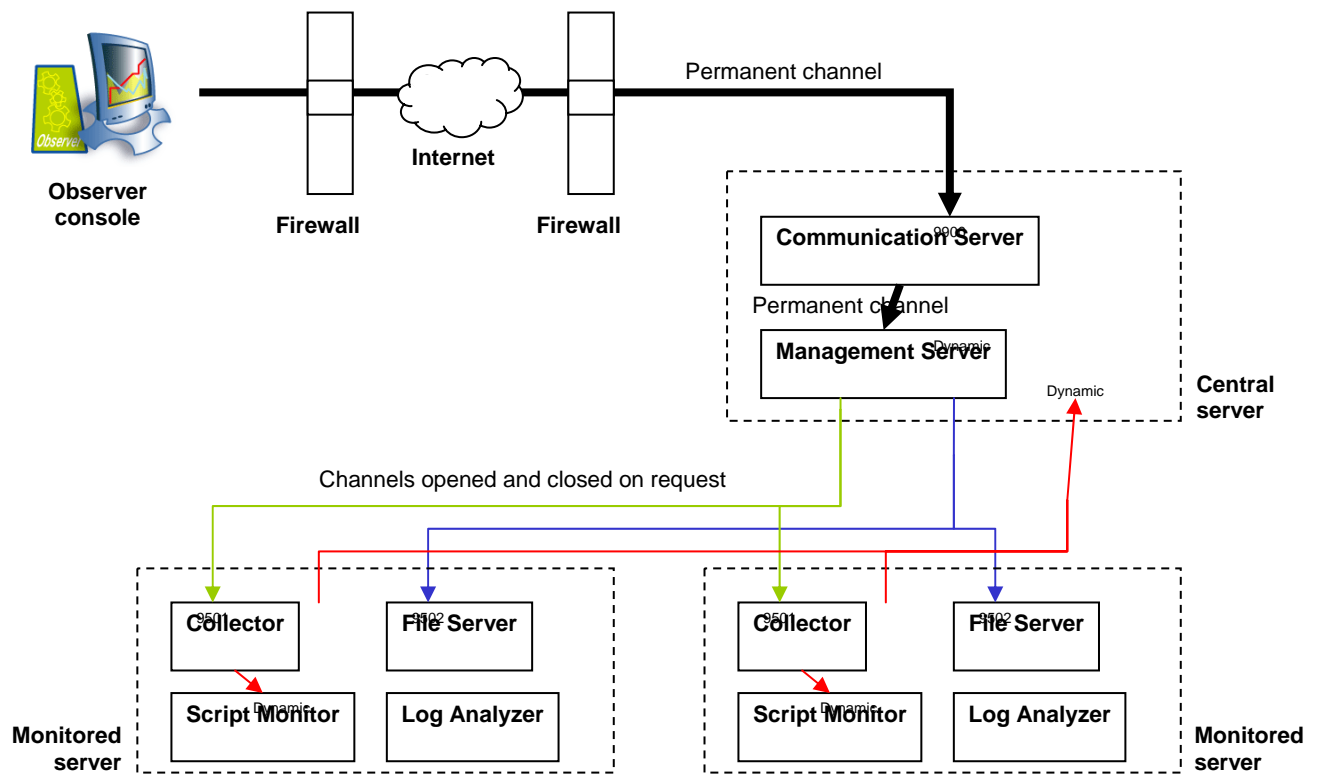 Permanent channel
Observer
Internet
Observer
console
Firewall
Firewall
9900
Communication Server
Permanent channel
Dynamic
Management Server
Dynamic
Central
server
Channels opened and closed on request
9501
Collector
9502
File Server
9501
Collector
9502
File Server
Dynamic
Script Monitor
Log Analyzer
Dynamic
Script Monitor
Log Analyzer
Monitored
server
Monitored
server